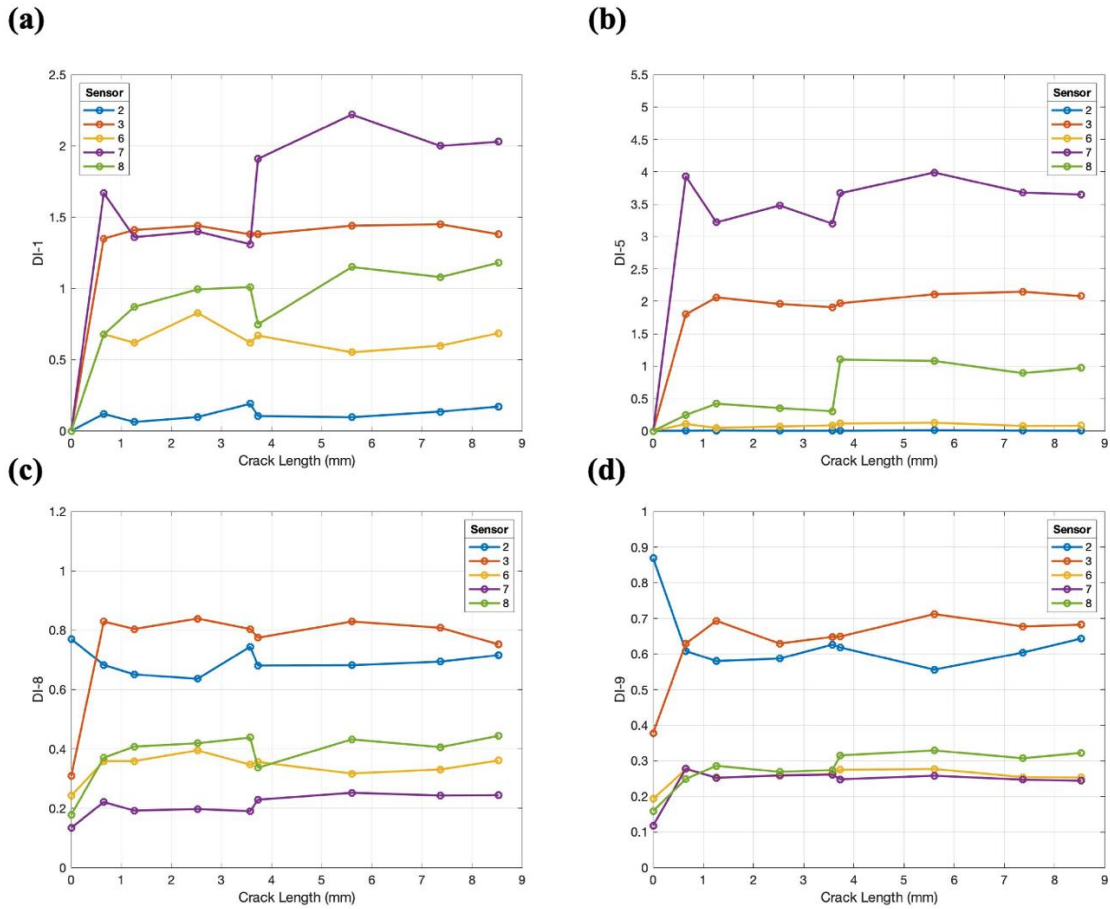 (a)
2.5
2
1.5
1
0.5
0
DI-1
Sensor
2
3
6
7
8
0 1 2 3 4 5 6 7 8 9
Crack Length (mm)
(b)
5.5
5
4.5
4
3.5
3
2.5
2
1.5
1
0.5
0
DI-5
Sensor
2
3
6
7
8
0 1 2 3 4 5 6 7 8 9
Crack Length (mm)
(c)
1.2
1
0.8
0.6
0.4
0.2
0
DI-8
Sensor
2
3
6
7
8
0 1 2 3 4 5 6 7 8 9
Crack Length (mm)
(d)
1
0.9
0.8
0.7
0.6
0.5
0.4
0.3
0.2
0.1
0
DI-9
Sensor
2
3
6
7
8
0 1 2 3 4 5 6 7 8 9
Crack Length (mm)